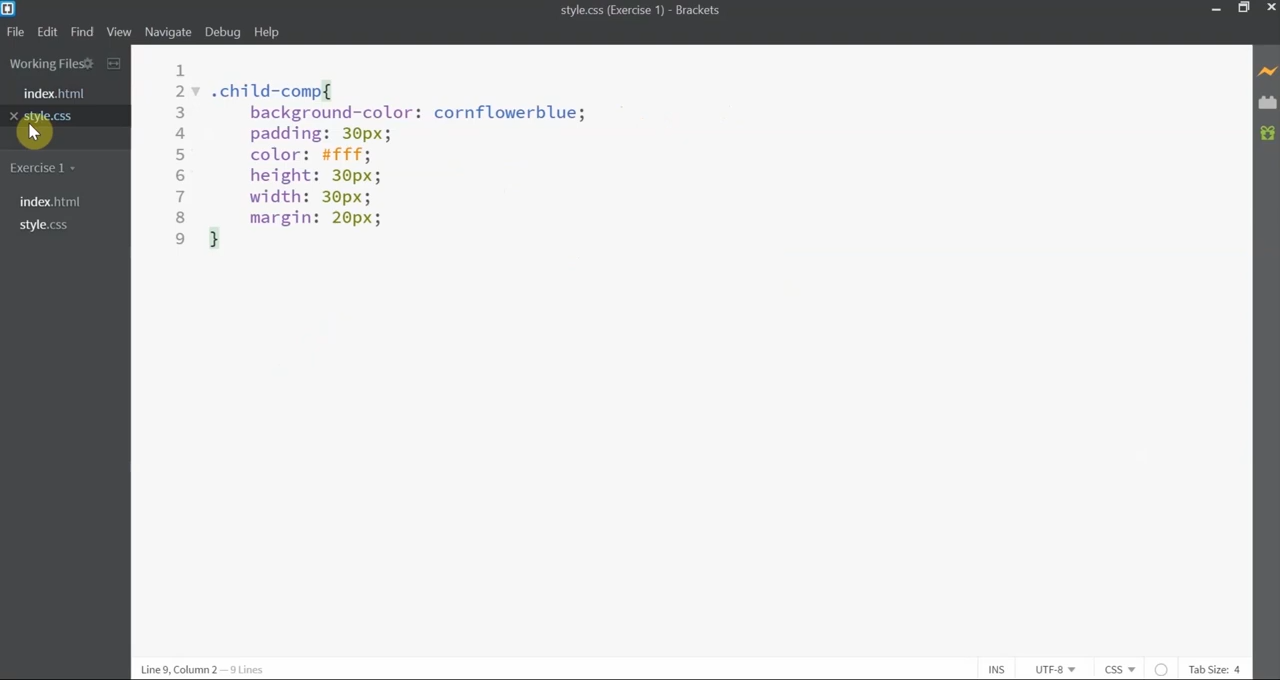 style.css (Exercise 1) - Brackets
File Edit Find View Navigate Debug Help
Working Files
index.html
style.css
Exercise 1
index.html
style.css
1
2 .child-comp{
3 background-color: cornflowerblue;
4 padding: 30px;
5 color: #fff;
6 height: 30px;
7 width: 30px;
8 margin: 20px;
9 }
Line 9, Column 2 — 9 Lines INS UTF-8 CSS Tab Size: 4